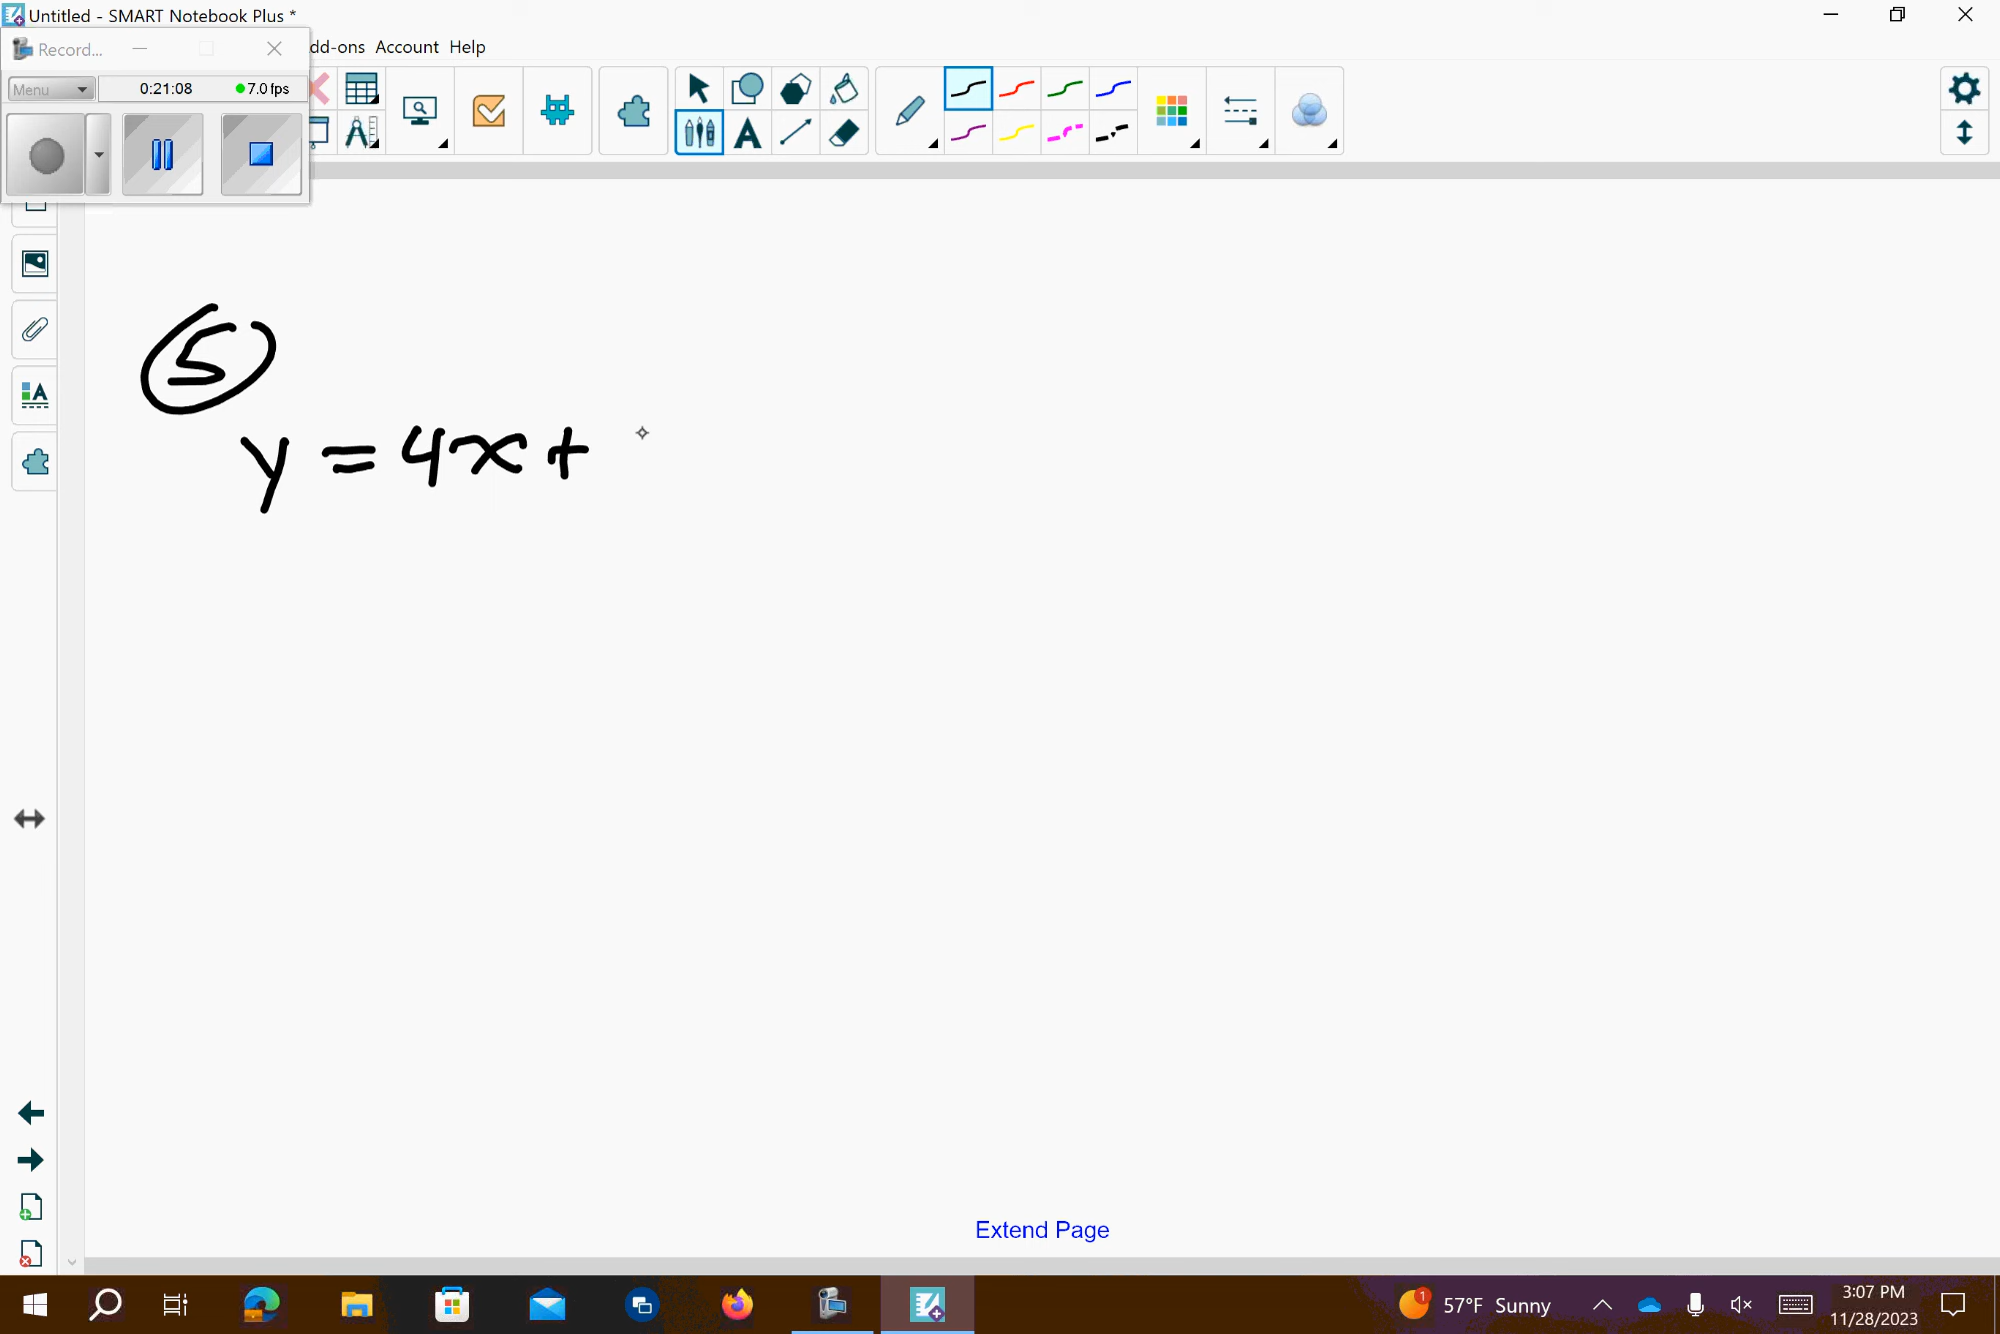 Untitled - SMART Notebook Plus *
Record...
dd-ons Account Help
Menu 0:21:08 7.0 fps
A
A
5
y = 4x +
Extend Page
1 57°F Sunny 3:07 PM
11/28/2023